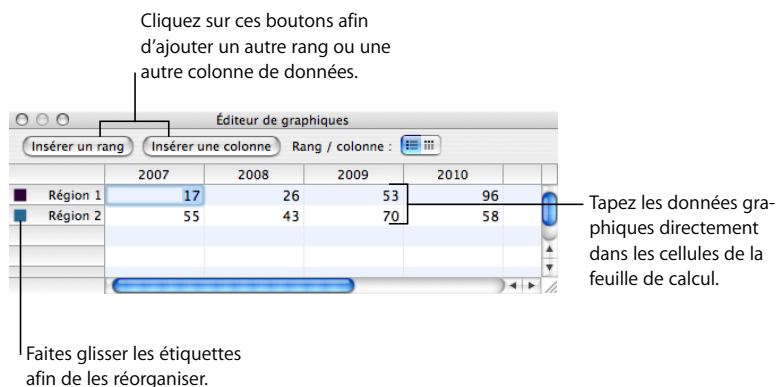 Cliquez sur ces boutons afin
d’ajouter un autre rang ou une
autre colonne de données.
Éditeur de graphiques
Insérer un rang Insérer une colonne Rang / colonne :
2007 2008 2009 2010
Région 1 17 26 53 96
Région 2 55 43 70 58
Tapez les données gra-
phiques directement
dans les cellules de la
feuille de calcul.
Faites glisser les étiquettes
afin de les réorganiser.